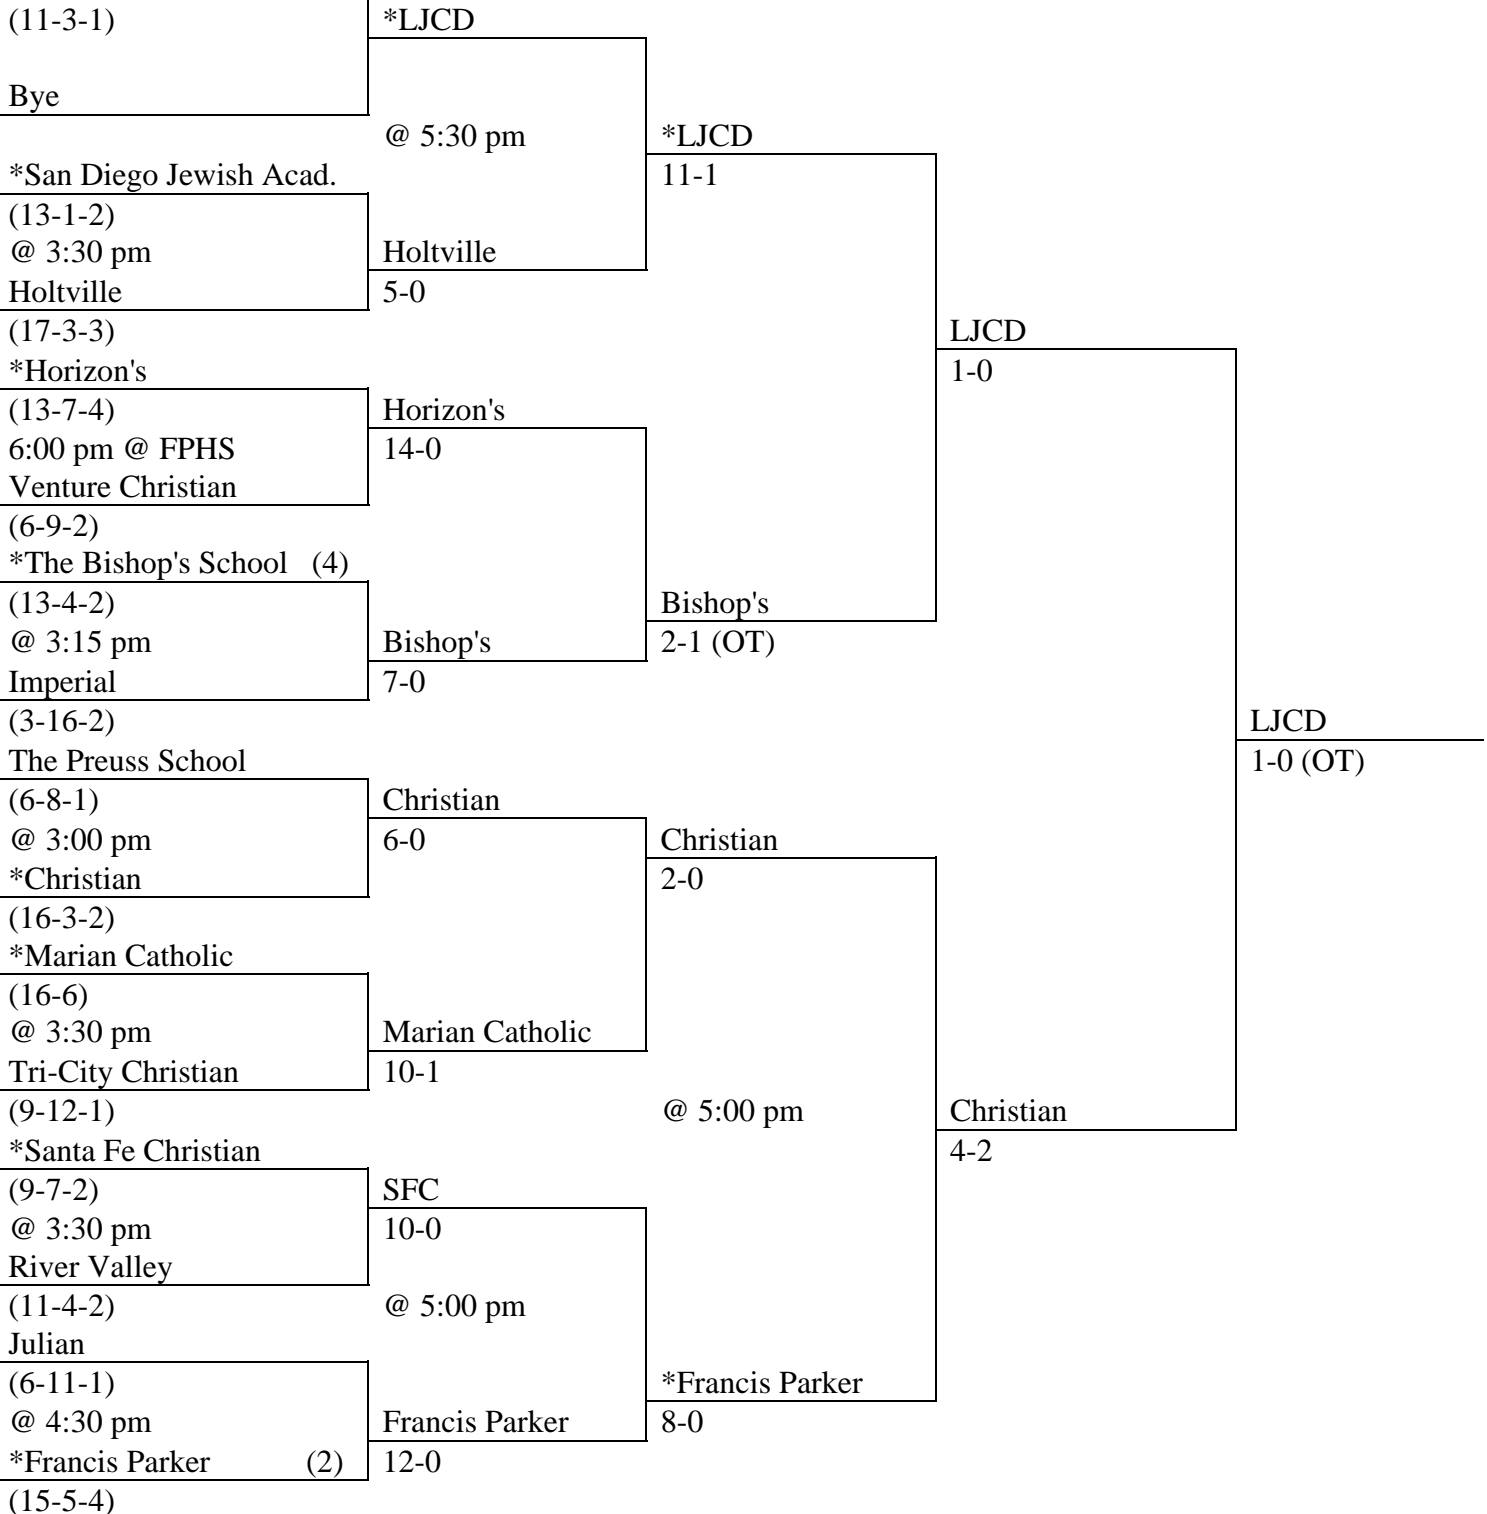 (11-3-1)
Bye
*San Diego Jewish Acad.
(13-1-2)
@ 3:30 pm
Holtville
(17-3-3)
*Horizon's
(13-7-4)
6:00 pm @ FPHS
Venture Christian
(6-9-2)
*The Bishop's School (4)
(13-4-2)
@ 3:15 pm
Imperial
(3-16-2)
The Preuss School
(6-8-1)
@ 3:00 pm
*Christian
(16-3-2)
*Marian Catholic
(16-6)
@ 3:30 pm
Tri-City Christian
(9-12-1)
*Santa Fe Christian
(9-7-2)
@ 3:30 pm
River Valley
(11-4-2)
Julian
(6-11-1)
@ 4:30 pm
*Francis Parker (2)
(15-5-4)
*LJCD
@ 5:30 pm
Holtville
5-0
Horizon's
14-0
Bishop's
7-0
Christian
6-0
Marian Catholic
10-1
SFC
10-0
@ 5:00 pm
Francis Parker
12-0
*LJCD
11-1
Bishop's
2-1 (OT)
Christian
2-0
@ 5:00 pm
*Francis Parker
8-0
LJCD
1-0
Christian
4-2
LJCD
1-0 (OT)